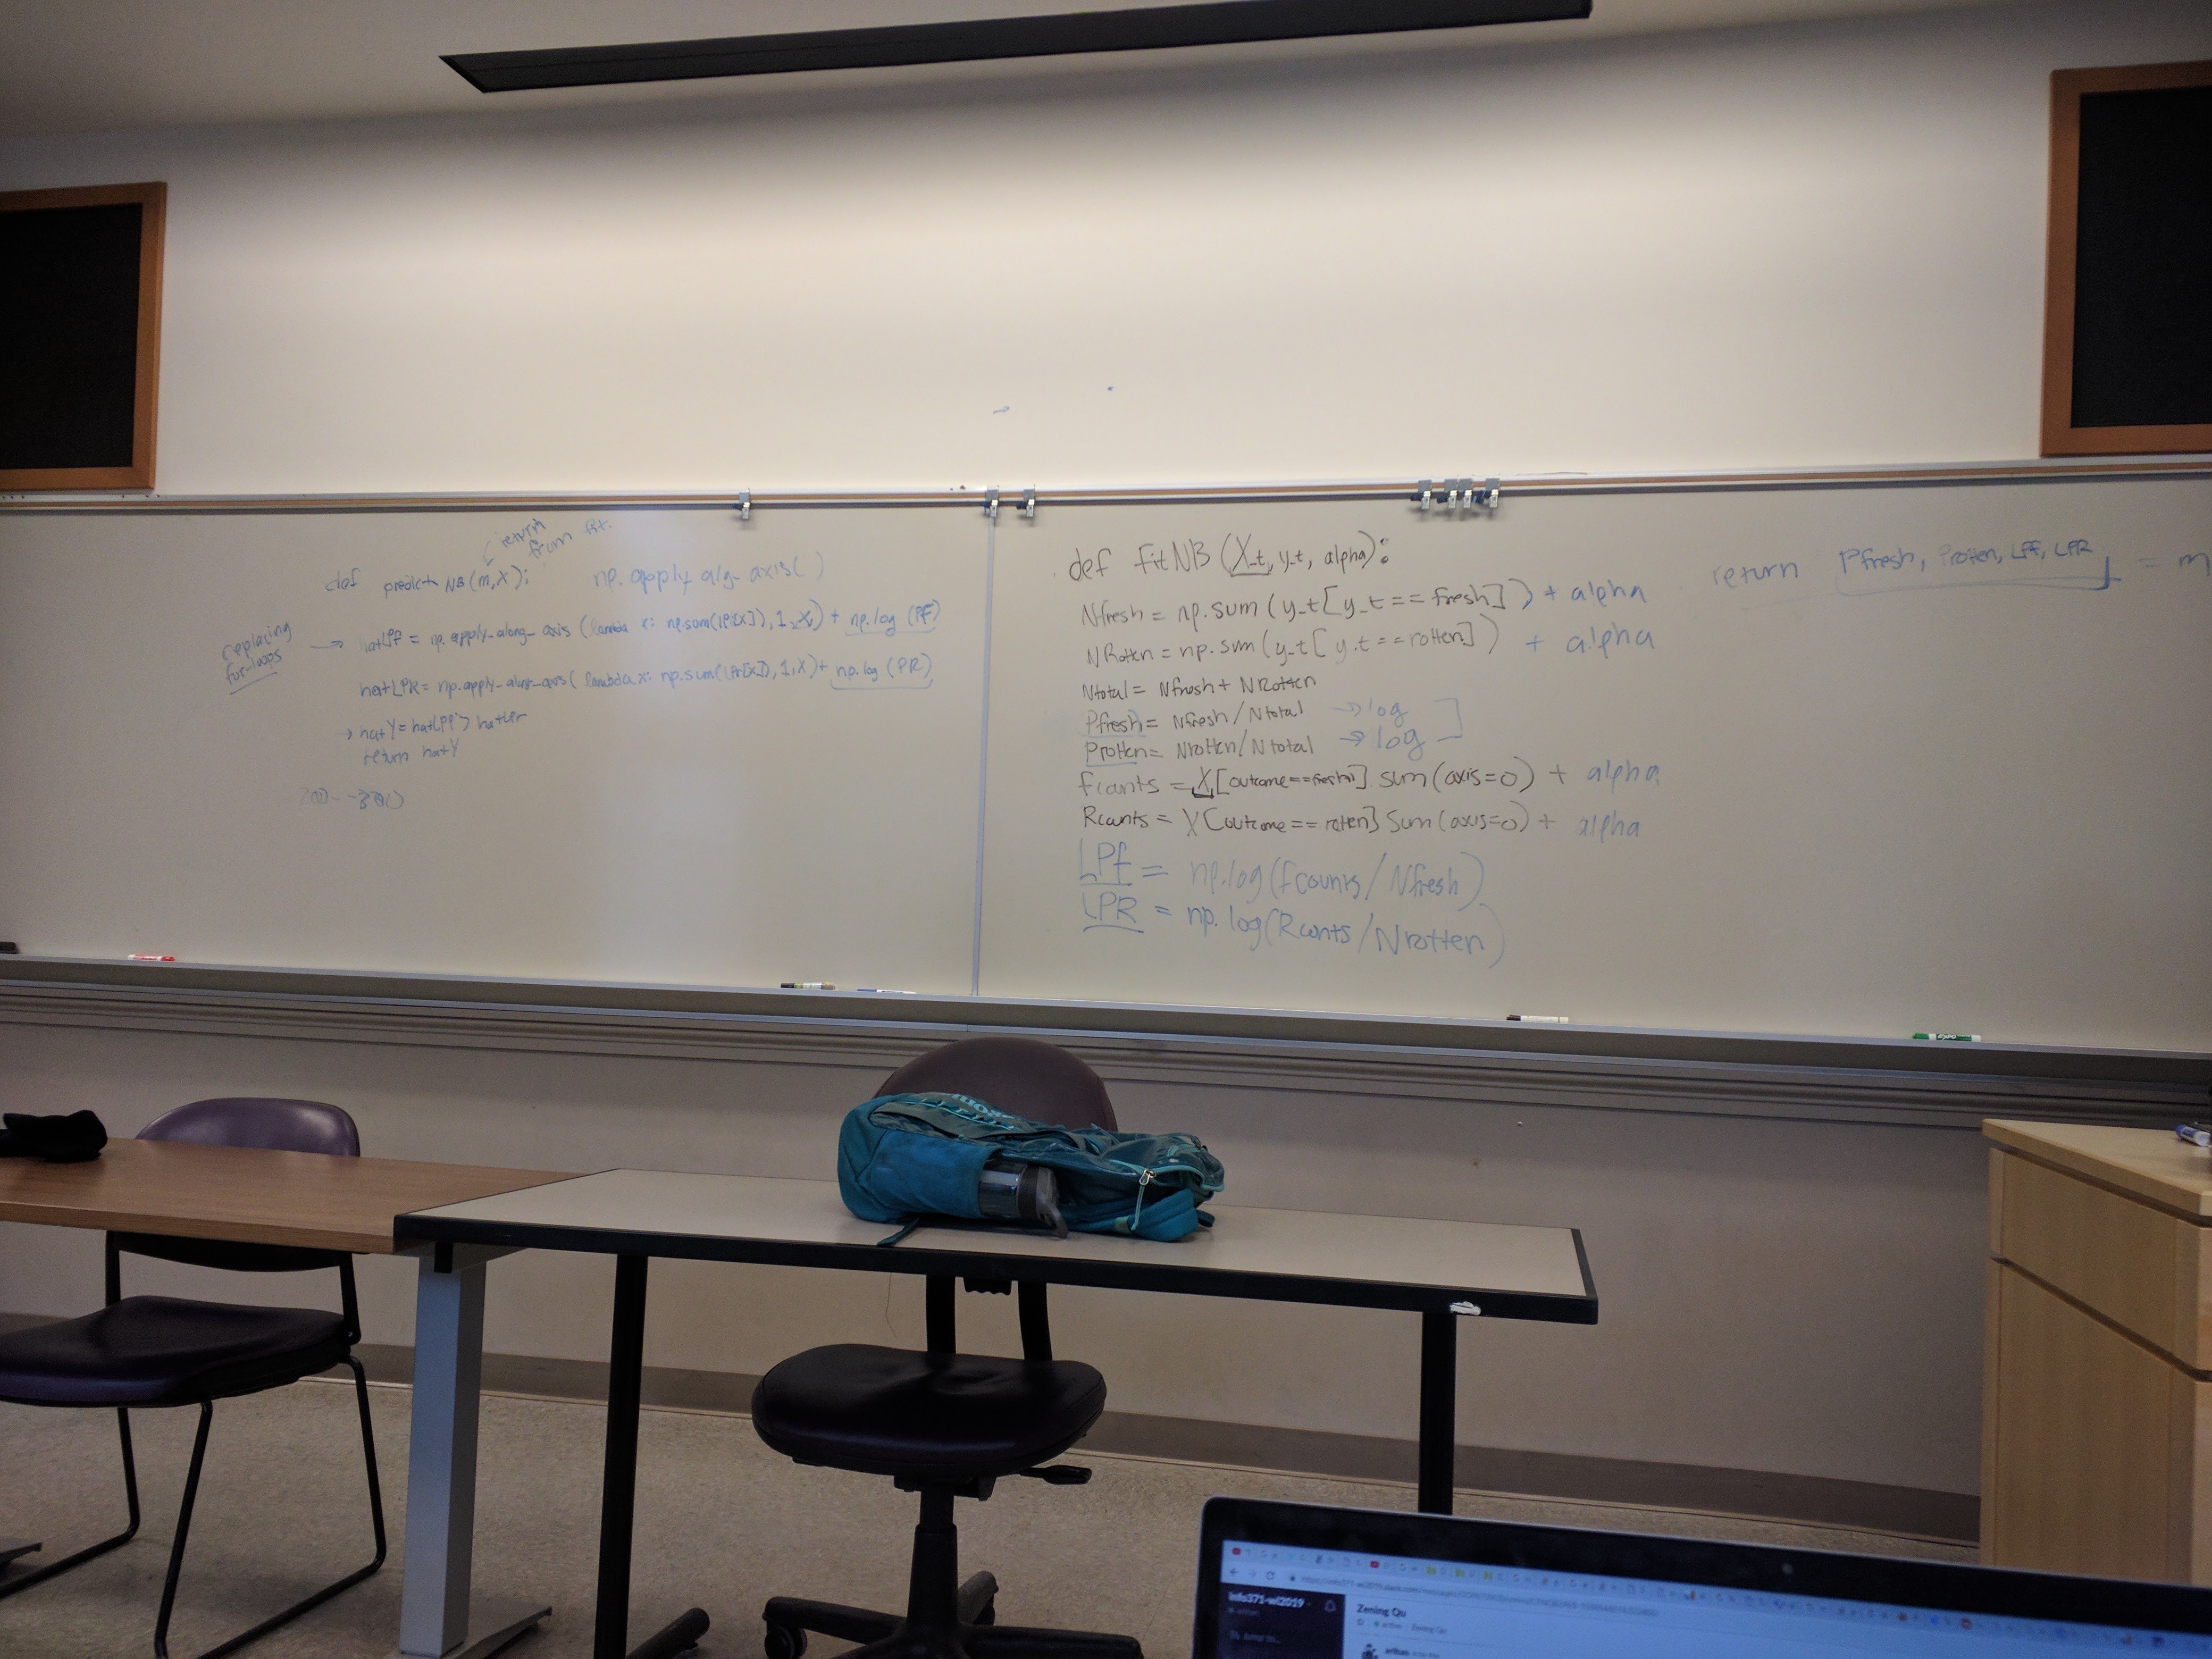 return
from fit.
def predict NB (m,X):
np.apply alg- axis( )
replacing
for-loops
→ hatLPf = np.apply_along_ axis (lambda x: np.sum(LPf[x]), 1, X) + np.log (PF)
hatLPR = np.apply_along_axis( lambda x: np.sum(LPr[x]), 1, X) + np.log (PR)
→ hatY = hatLPF > hatLPr
return hatY
def fitNB (X_t, y_t, alpha):
Nfresh = np.sum (y_t[y_t == fresh]) + alpha
NRotten = np.sum (y_t[ y.t == rotten]) + alpha
Ntotal = Nfresh + NRotten
Pfresh = Nfresh / Ntotal → log
Protten = Nrotten / Ntotal → log
fcounts = X[outcome == fresh] sum (axis=0) + alpha
Rcounts = X[outcome == rotten] sum (axis=0) + alpha
LPf = np.log (fcounts / Nfresh)
LPR = np.log (Rcounts / Nrotten)
return Pfresh, Protten, LPf, LPR = m
info371-wi2019
Jump to...
Zening Qu